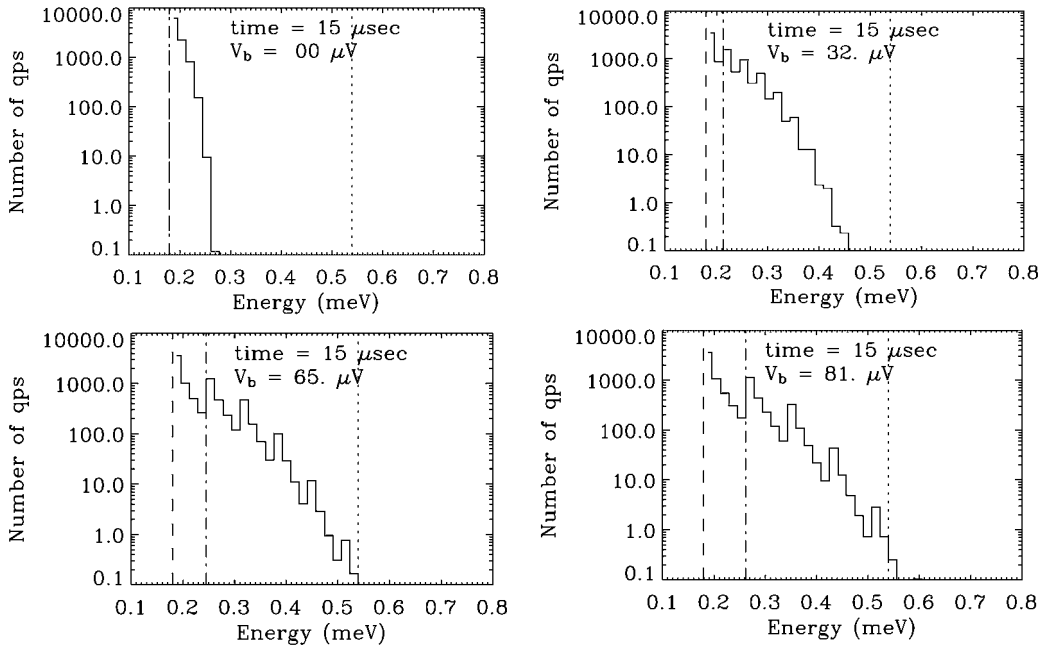 10000.0
1000.0
100.0
10.0
1.0
0.1
Number of qps
time = 15 μsec
V_b = 00 μV
0.1 0.2 0.3 0.4 0.5 0.6 0.7 0.8
Energy (meV)
10000.0
1000.0
100.0
10.0
1.0
0.1
Number of qps
time = 15 μsec
V_b = 32. μV
0.1 0.2 0.3 0.4 0.5 0.6 0.7 0.8
Energy (meV)
10000.0
1000.0
100.0
10.0
1.0
0.1
Number of qps
time = 15 μsec
V_b = 65. μV
0.1 0.2 0.3 0.4 0.5 0.6 0.7 0.8
Energy (meV)
10000.0
1000.0
100.0
10.0
1.0
0.1
Number of qps
time = 15 μsec
V_b = 81. μV
0.1 0.2 0.3 0.4 0.5 0.6 0.7 0.8
Energy (meV)